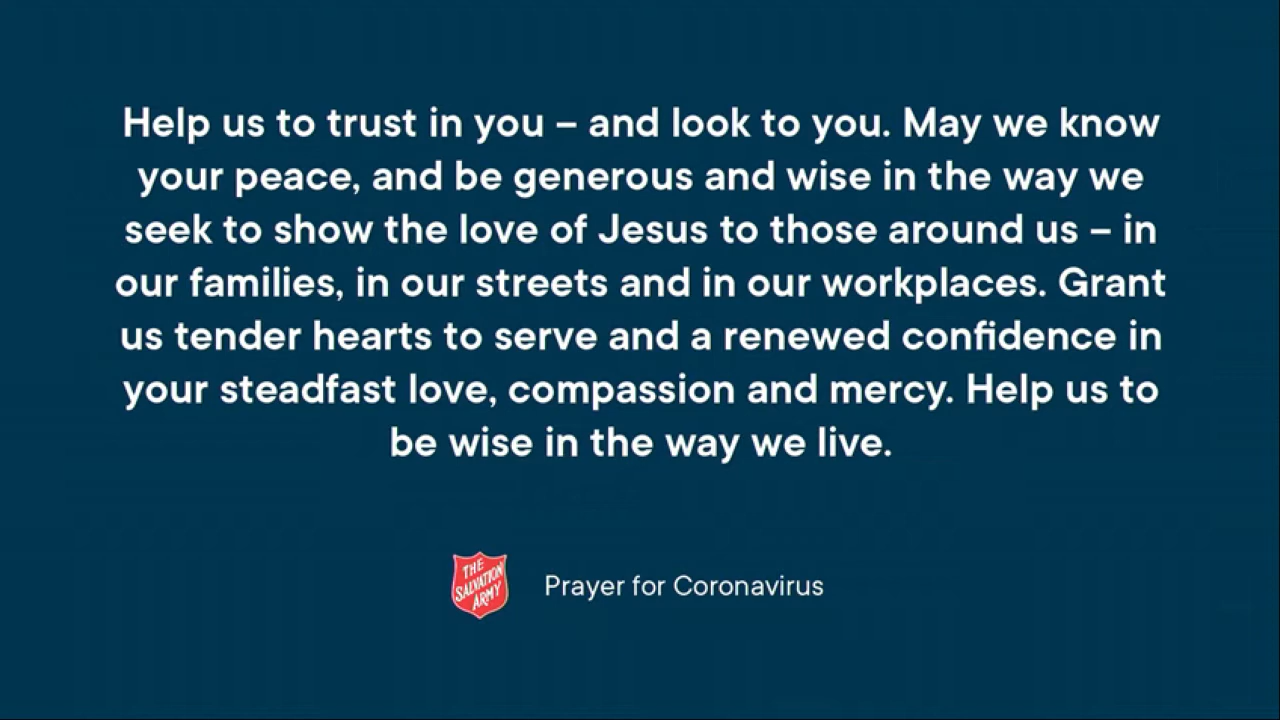 Help us to trust in you – and look to you. May we know
your peace, and be generous and wise in the way we
seek to show the love of Jesus to those around us – in
our families, in our streets and in our workplaces. Grant
us tender hearts to serve and a renewed confidence in
your steadfast love, compassion and mercy. Help us to
be wise in the way we live.
THE
SALVATION
ARMY
Prayer for Coronavirus